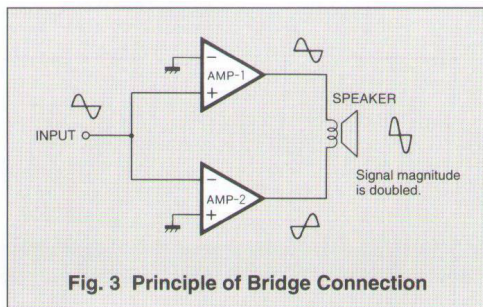 −
AMP-1
+
SPEAKER
INPUT
Signal magnitude
is doubled.
−
AMP-2
+
Fig. 3 Principle of Bridge Connection